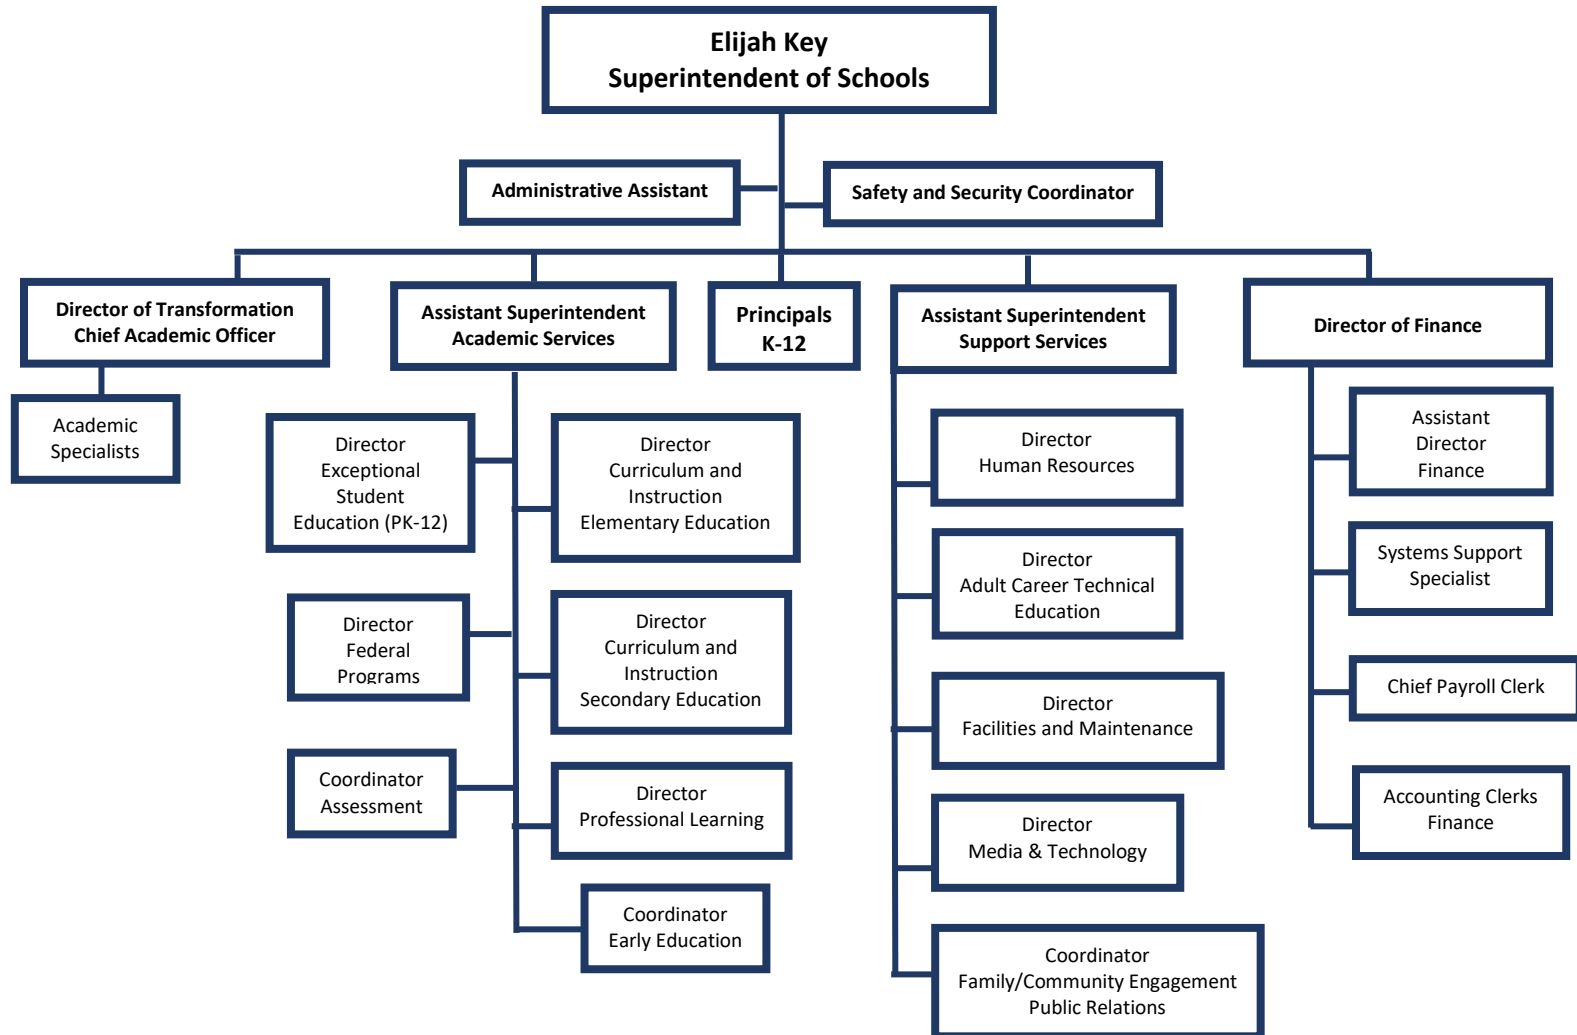 Elijah Key
Superintendent of Schools
Administrative Assistant
Safety and Security Coordinator
Director of Transformation
Chief Academic Officer
Assistant Superintendent
Academic Services
Principals
K-12
Assistant Superintendent
Support Services
Director of Finance
Academic
Specialists
Director
Exceptional
Student
Education (PK-12)
Director
Curriculum and
Instruction
Elementary Education
Director
Human Resources
Assistant
Director
Finance
Director
Federal
Programs
Director
Curriculum and
Instruction
Secondary Education
Director
Adult Career Technical
Education
Systems Support
Specialist
Director
Facilities and Maintenance
Chief Payroll Clerk
Coordinator
Assessment
Director
Professional Learning
Director
Media & Technology
Accounting Clerks
Finance
Coordinator
Early Education
Coordinator
Family/Community Engagement
Public Relations